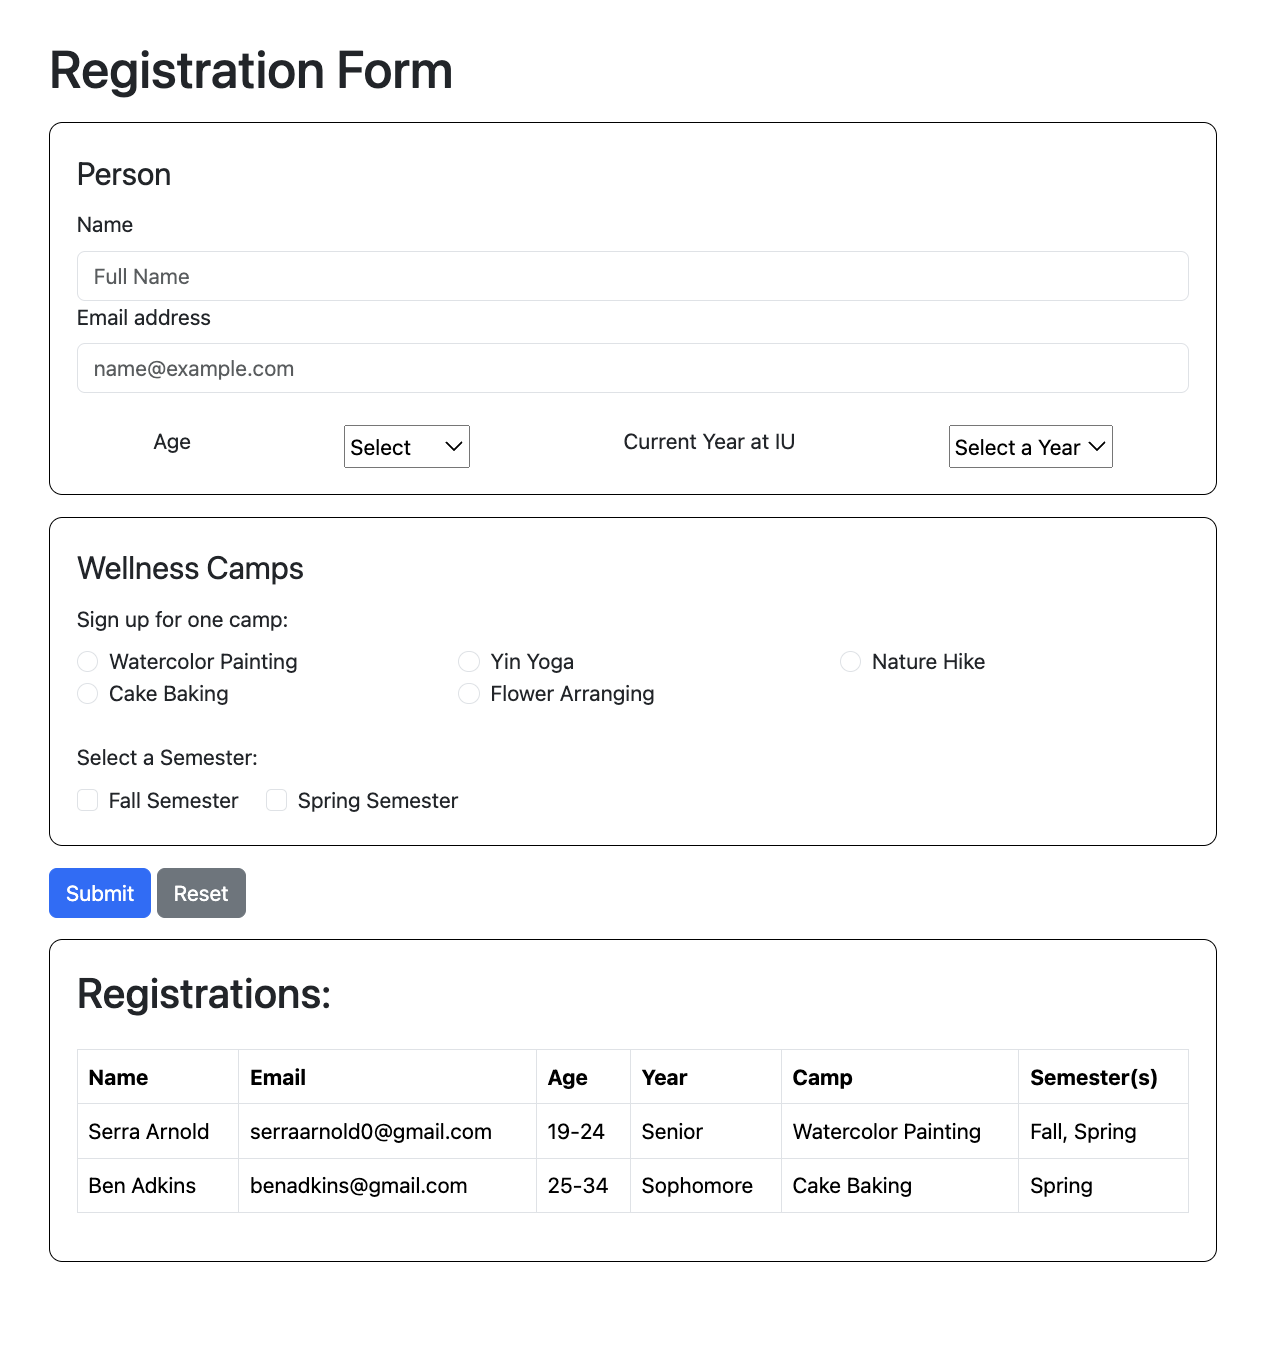 Registration Form
Person
Name
Full Name
Email address
name@example.com
Age Select Current Year at IU Select a Year
Wellness Camps
Sign up for one camp:
Watercolor Painting Yin Yoga Nature Hike
Cake Baking Flower Arranging
Select a Semester:
Fall Semester Spring Semester
Submit Reset
Registrations:
Name Email Age Year Camp Semester(s)
Serra Arnold serraarnold0@gmail.com 19-24 Senior Watercolor Painting Fall, Spring
Ben Adkins benadkins@gmail.com 25-34 Sophomore Cake Baking Spring